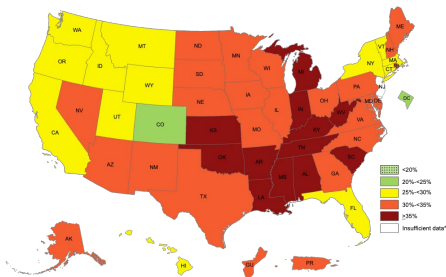 WA
MT
ND
MN
ME
VT
NH
OR
ID
SD
WI
MI
NY
MA
CT
WY
NE
IA
PA
NJ
NV
UT
CO
KS
MO
IL
IN
OH
WV
MD
DE
DC
VA
KY
CA
AZ
NM
OK
AR
TN
NC
SC
TX
LA
MS
AL
GA
FL
AK
HI
GU
PR
<20%
20%-<25%
25%-<30%
30%-<35%
≥35%
Insufficient data*